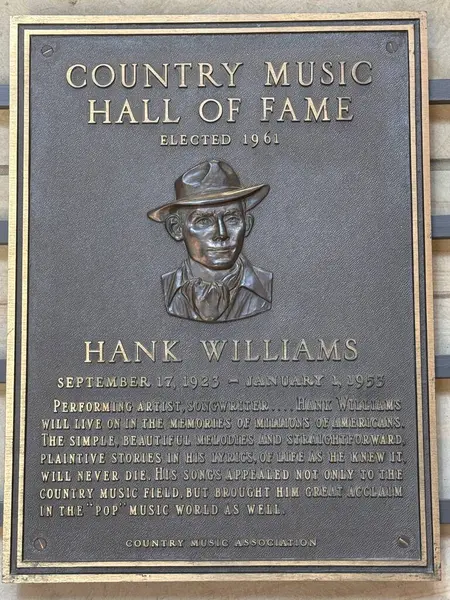 COUNTRY MUSIC
HALL OF FAME
ELECTED 1961
HANK WILLIAMS
SEPTEMBER 17, 1923 – JANUARY 1, 1953
PERFORMING ARTIST, SONGWRITER.....HANK WILLIAMS
WILL LIVE ON IN THE MEMORIES OF MILLIONS OF AMERICANS.
THE SIMPLE, BEAUTIFUL MELODIES AND STRAIGHTFORWARD,
PLAINTIVE STORIES IN HIS LYRICS, OF LIFE AS HE KNEW IT,
WILL NEVER DIE. HIS SONGS APPEALED NOT ONLY TO THE
COUNTRY MUSIC FIELD, BUT BROUGHT HIM GREAT ACCLAIM
IN THE "POP" MUSIC WORLD AS WELL.
COUNTRY MUSIC ASSOCIATION